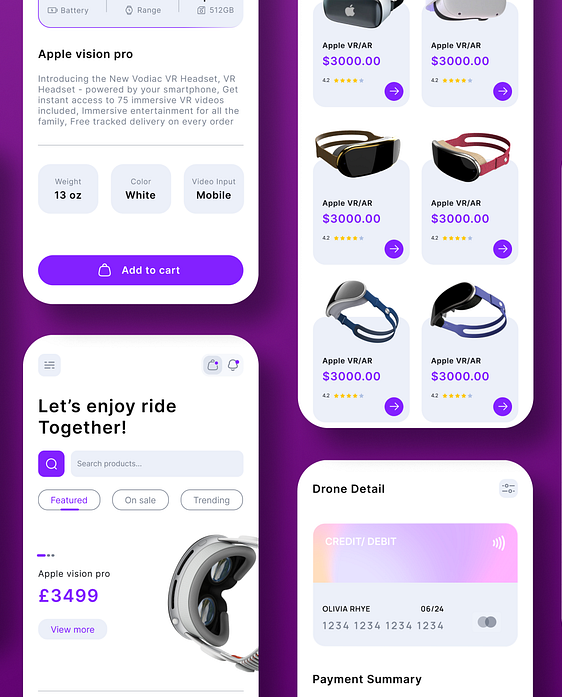 Battery
Range
512GB
Apple vision pro
Introducing the New Vodiac VR Headset, VR
Headset - powered by your smartphone, Get
instant access to 75 immersive VR videos
included, Immersive entertainment for all the
family, Free tracked delivery on every order
Weight
13 oz
Color
White
Video Input
Mobile
Add to cart
Let’s enjoy ride
Together!
Search products...
Featured
On sale
Trending
Apple vision pro
£3499
View more
Apple VR/AR
$3000.00
4.2
Apple VR/AR
$3000.00
4.2
Apple VR/AR
$3000.00
4.2
Apple VR/AR
$3000.00
4.2
Apple VR/AR
$3000.00
4.2
Apple VR/AR
$3000.00
4.2
Drone Detail
CREDIT/ DEBIT
OLIVIA RHYE 06/24
1234 1234 1234 1234
Payment Summary